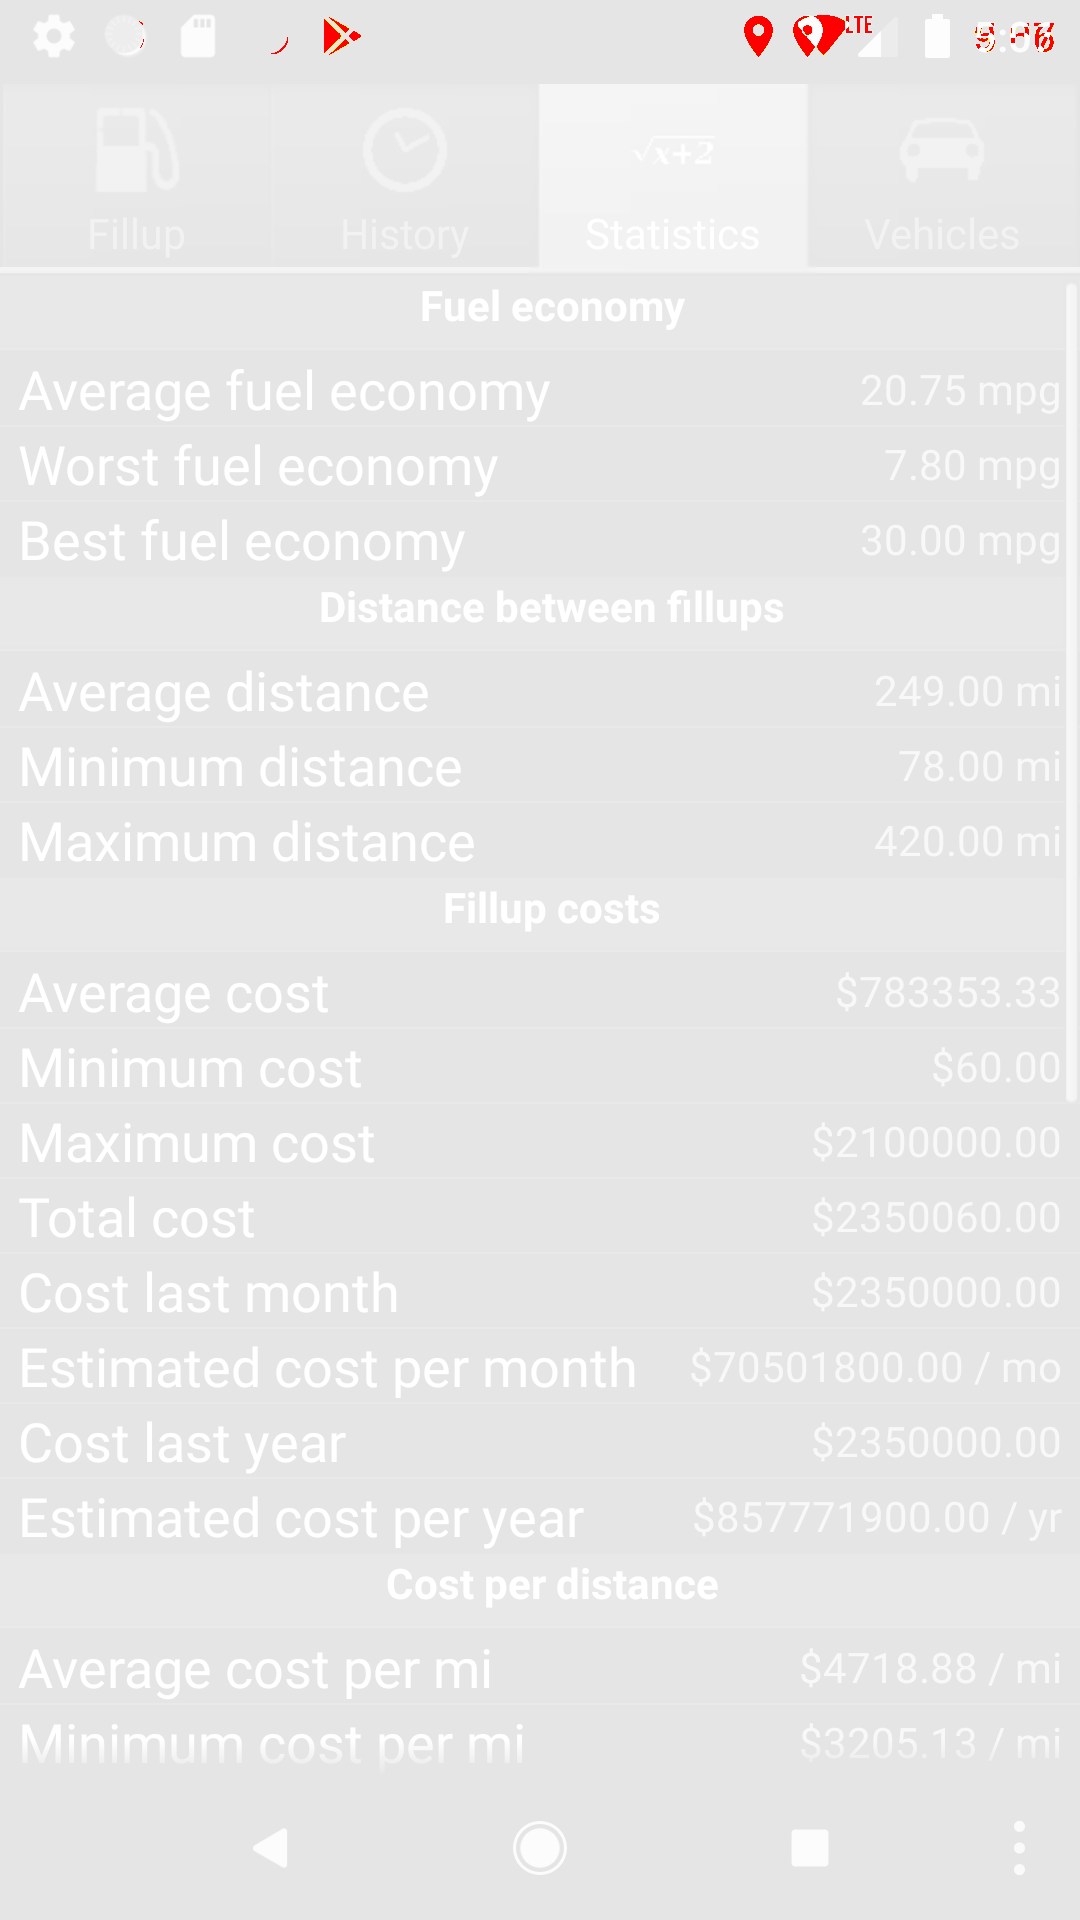 LTE
Fillup
History
√x+2
Statistics
Vehicles
Fuel economy
Average fuel economy 20.75 mpg
Worst fuel economy 7.80 mpg
Best fuel economy 30.00 mpg
Distance between fillups
Average distance 249.00 mi
Minimum distance 78.00 mi
Maximum distance 420.00 mi
Fillup costs
Average cost $783353.33
Minimum cost $60.00
Maximum cost $2100000.00
Total cost $2350060.00
Cost last month $2350000.00
Estimated cost per month $70501800.00 / mo
Cost last year $2350000.00
Estimated cost per year $857771900.00 / yr
Cost per distance
Average cost per mi $4718.88 / mi
Minimum cost per mi $3205.13 / mi